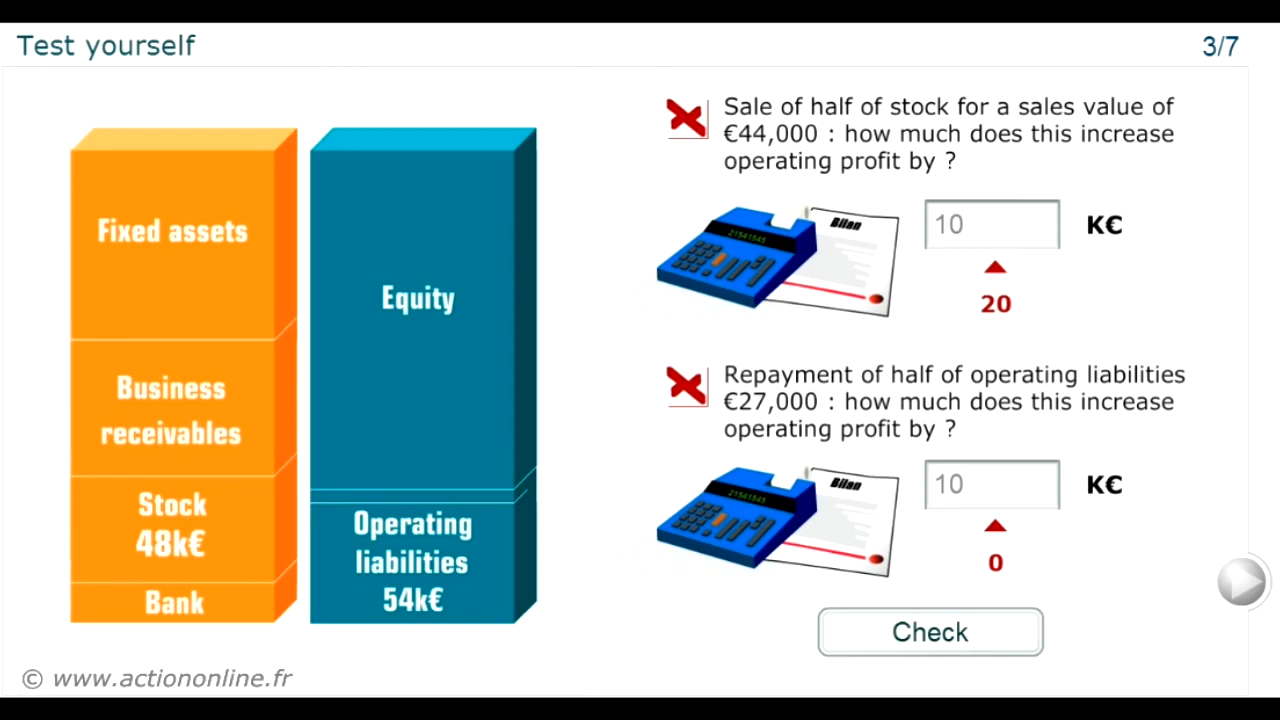 Test yourself
3/7
Fixed assets
Business
receivables
Stock
48k€
Bank
Equity
Operating
liabilities
54k€
Sale of half of stock for a sales value of
€44,000 : how much does this increase
operating profit by ?
21541545
Bilan
10
K€
20
Repayment of half of operating liabilities
€27,000 : how much does this increase
operating profit by ?
21541545
Bilan
10
K€
0
Check
© www.actiononline.fr